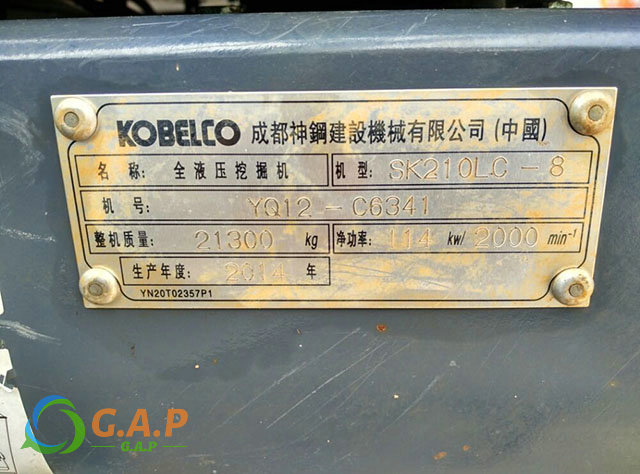 KOBELCO 成都神鋼建設機械有限公司(中國)
名 称: 全液压挖掘机 机 型: SK210LC-8
机 号: YQ12-C6341
整机质量: 21300 kg 净功率: 114 kw/ 2000 min⁻¹
生产年度: 2014 年
YN20T02357P1
G.A.P
G.A.P